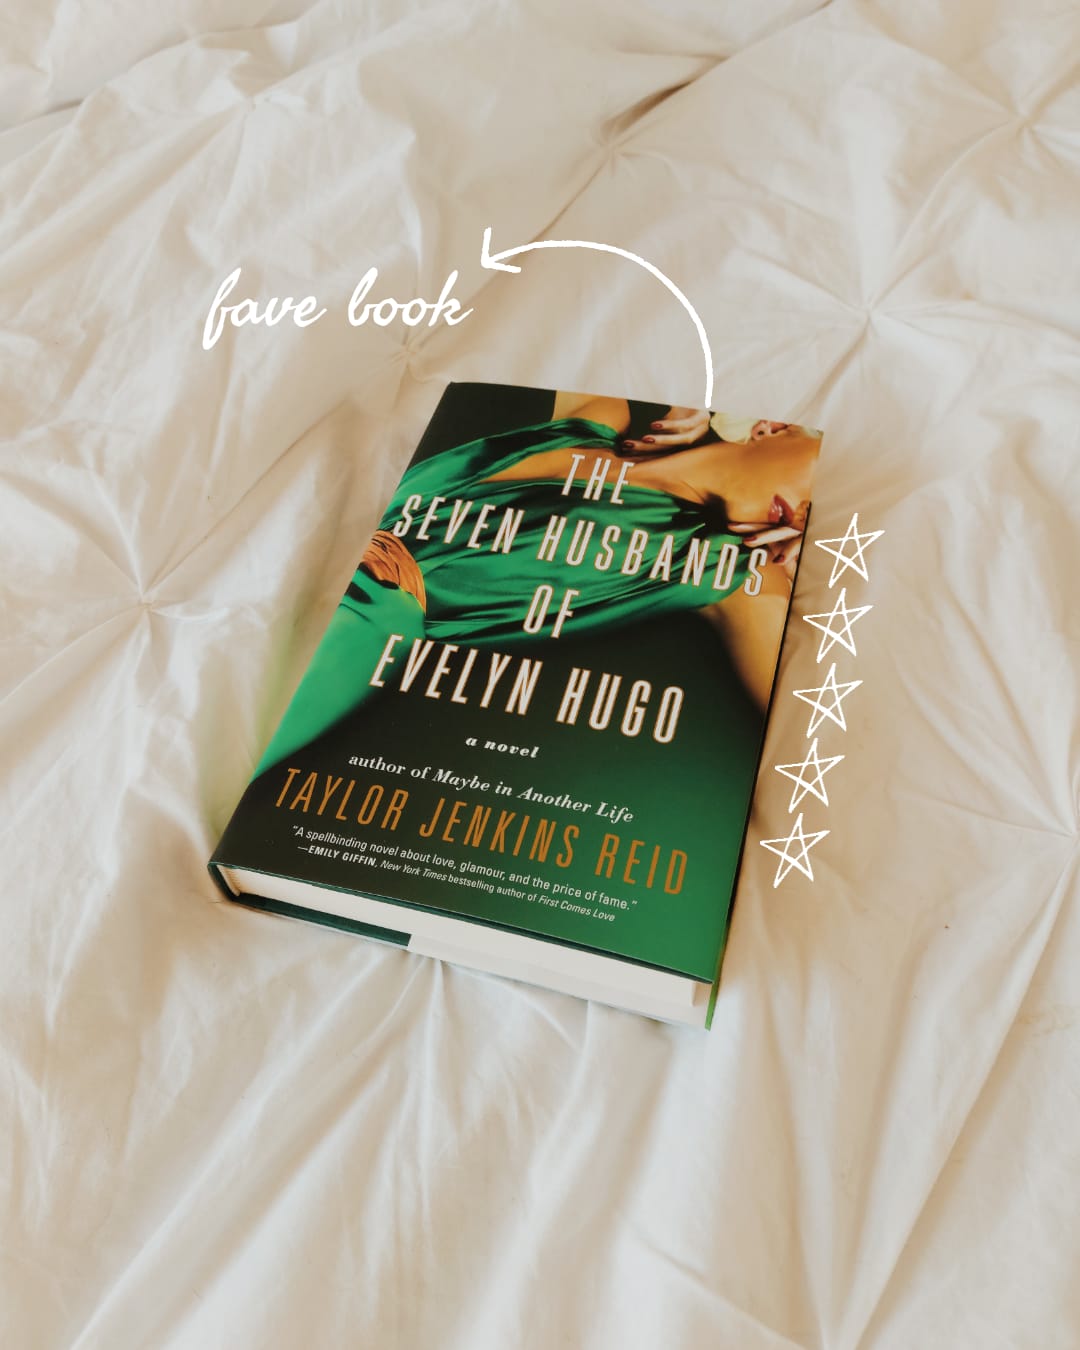 fave book
THE
SEVEN HUSBANDS
OF
EVELYN HUGO
a novel
author of Maybe in Another Life
TAYLOR JENKINS REID
"A spellbinding novel about love, glamour, and the price of fame."
—EMILY GIFFIN, New York Times bestselling author of First Comes Love